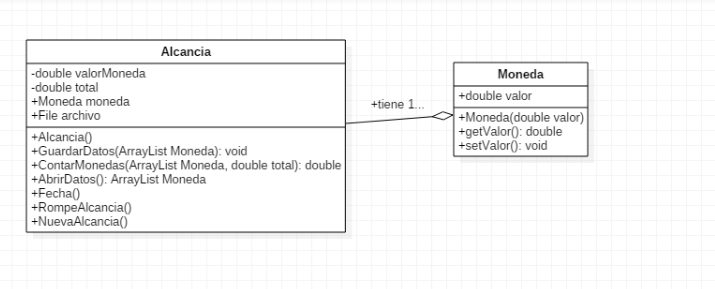 Alcancia
-double valorMoneda
-double total
+Moneda moneda
+File archivo
+Alcancia()
+GuardarDatos(ArrayList Moneda): void
+ContarMonedas(ArrayList Moneda, double total): double
+AbrirDatos(): ArrayList Moneda
+Fecha()
+RompeAlcancia()
+NuevaAlcancia()
+tiene 1...
Moneda
+double valor
+Moneda(double valor)
+getValor(): double
+setValor(): void